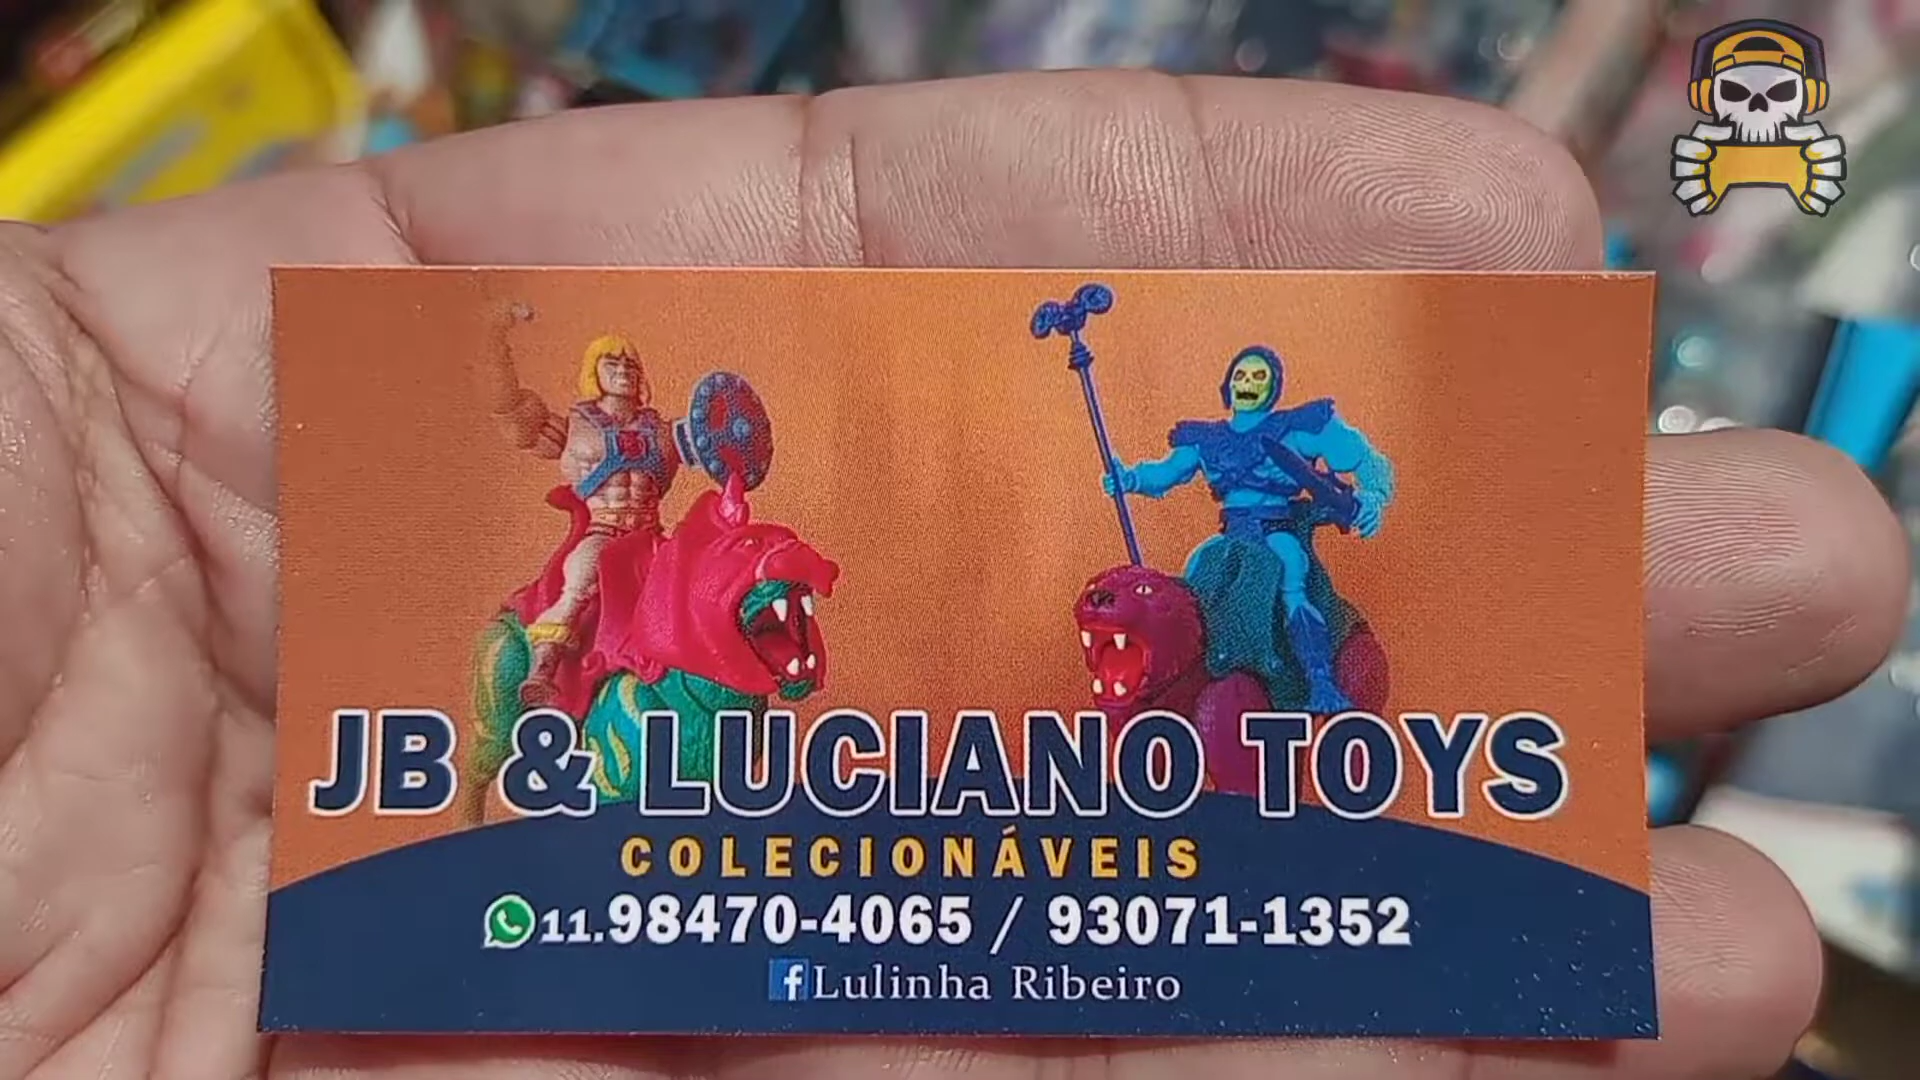 JB & LUCIANO TOYS
COLECIONÁVEIS
11.98470-4065 / 93071-1352
Lulinha Ribeiro